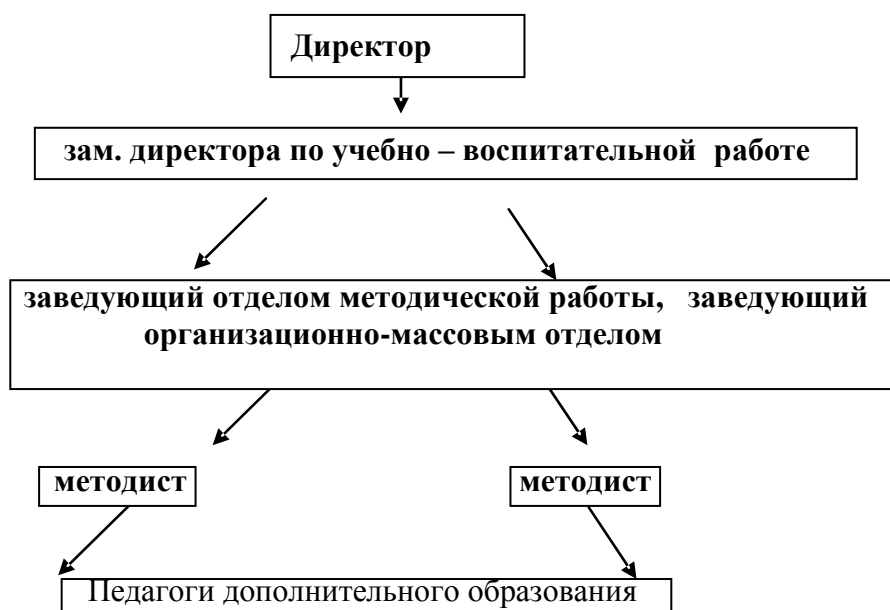 Директор
зам. директора по учебно – воспитательной работе
заведующий отделом методической работы, заведующий
организационно-массовым отделом
методист методист
Педагоги дополнительного образования